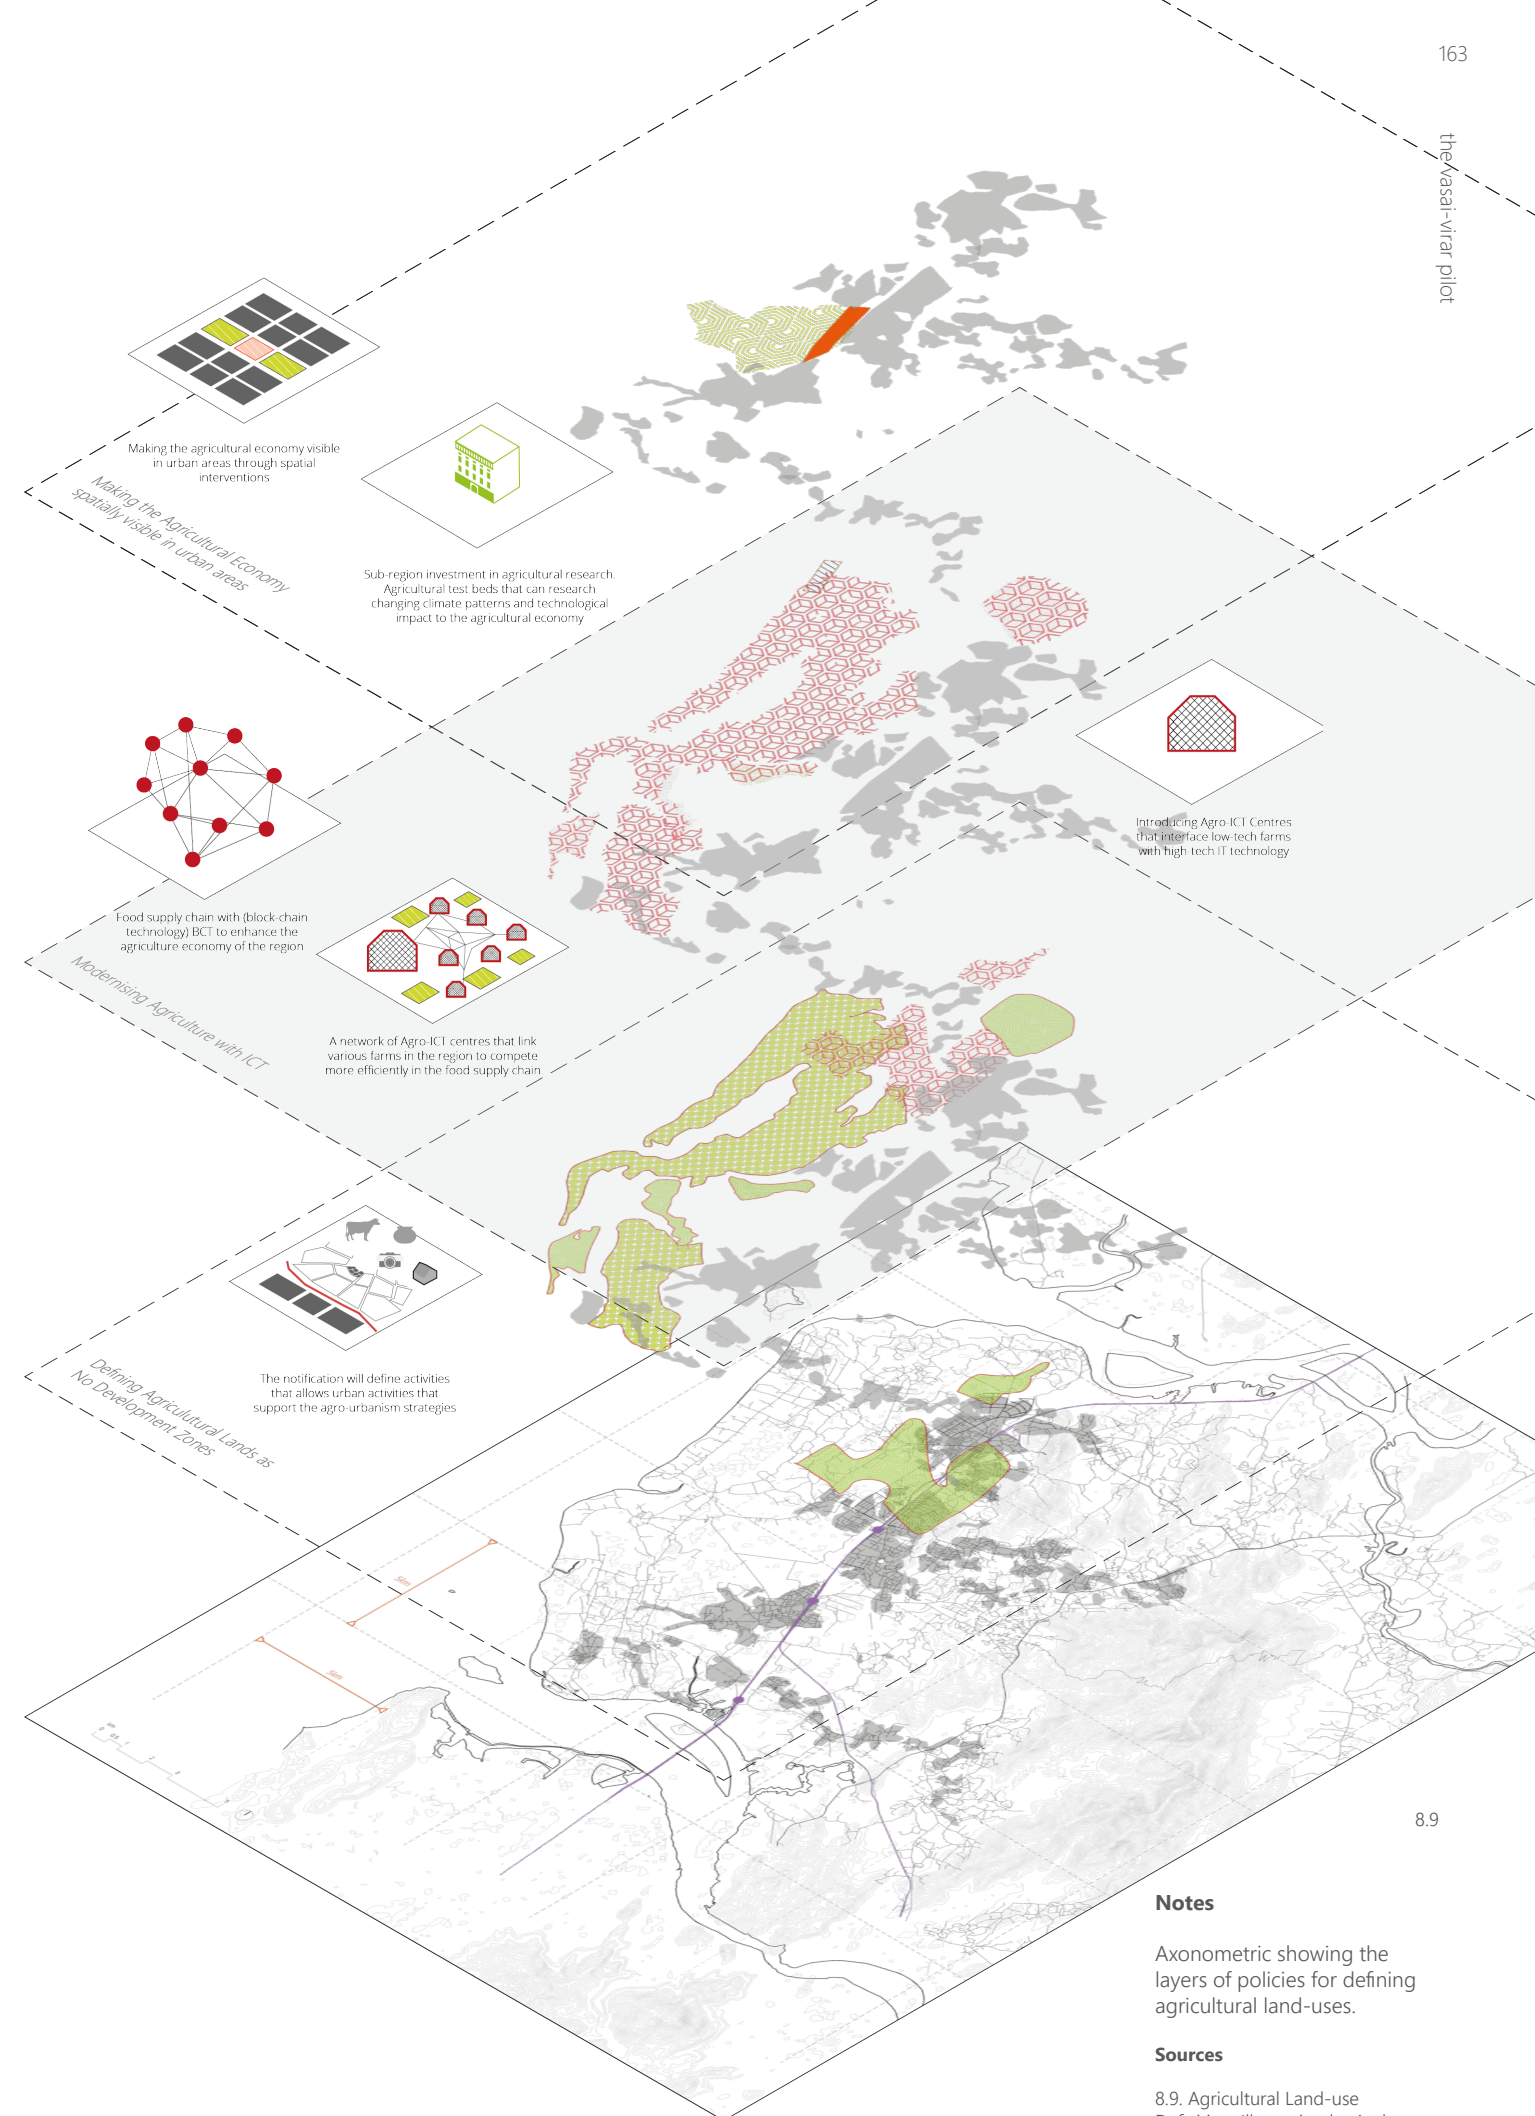 163
the vasai-virar pilot
Making the agricultural economy visible
in urban areas through spatial
interventions
Making the Agricultural Economy
spatially visible in urban areas
Sub-region investment in agricultural research.
Agricultural test beds that can research
changing climate patterns and technological
impact to the agricultural economy
Introducing Agro-ICT Centres
that interface low-tech farms
with high tech IT technology
Food supply chain with (block-chain
technology) BCT to enhance the
agriculture economy of the region
Modernising Agriculture with ICT
A network of Agro-ICT centres that link
various farms in the region to compete
more efficiently in the food supply chain
The notification will define activities
that allows urban activities that
support the agro-urbanism strategies
Defining Agriculutural Lands as
No Development Zones
5km
5km
8.9
Notes
Axonometric showing the
layers of policies for defining
agricultural land-uses.
Sources
8.9. Agricultural Land-use